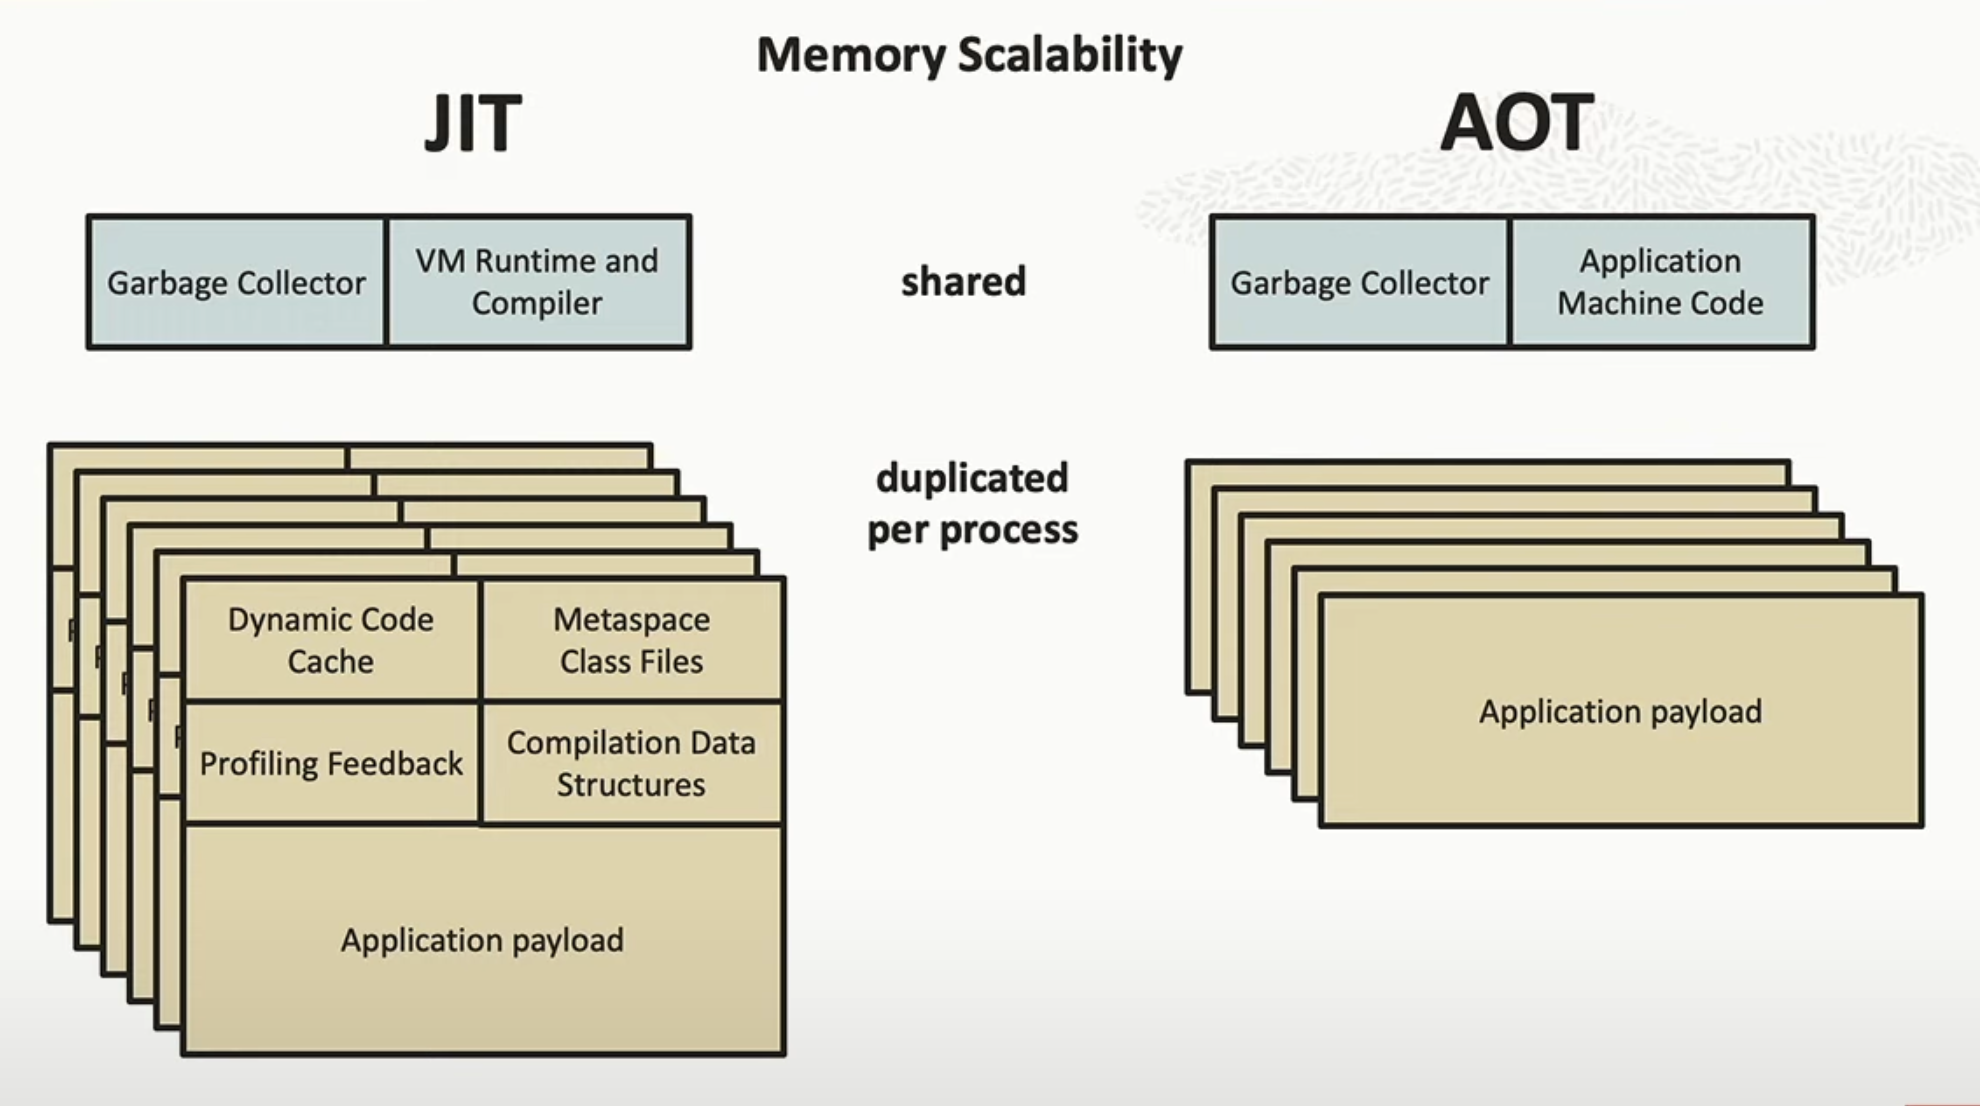 Memory Scalability
JIT
AOT
Garbage Collector
VM Runtime and
Compiler
shared
Garbage Collector
Application
Machine Code
duplicated
per process
Dynamic Code
Cache
Metaspace
Class Files
Profiling Feedback
Compilation Data
Structures
Application payload
Application payload